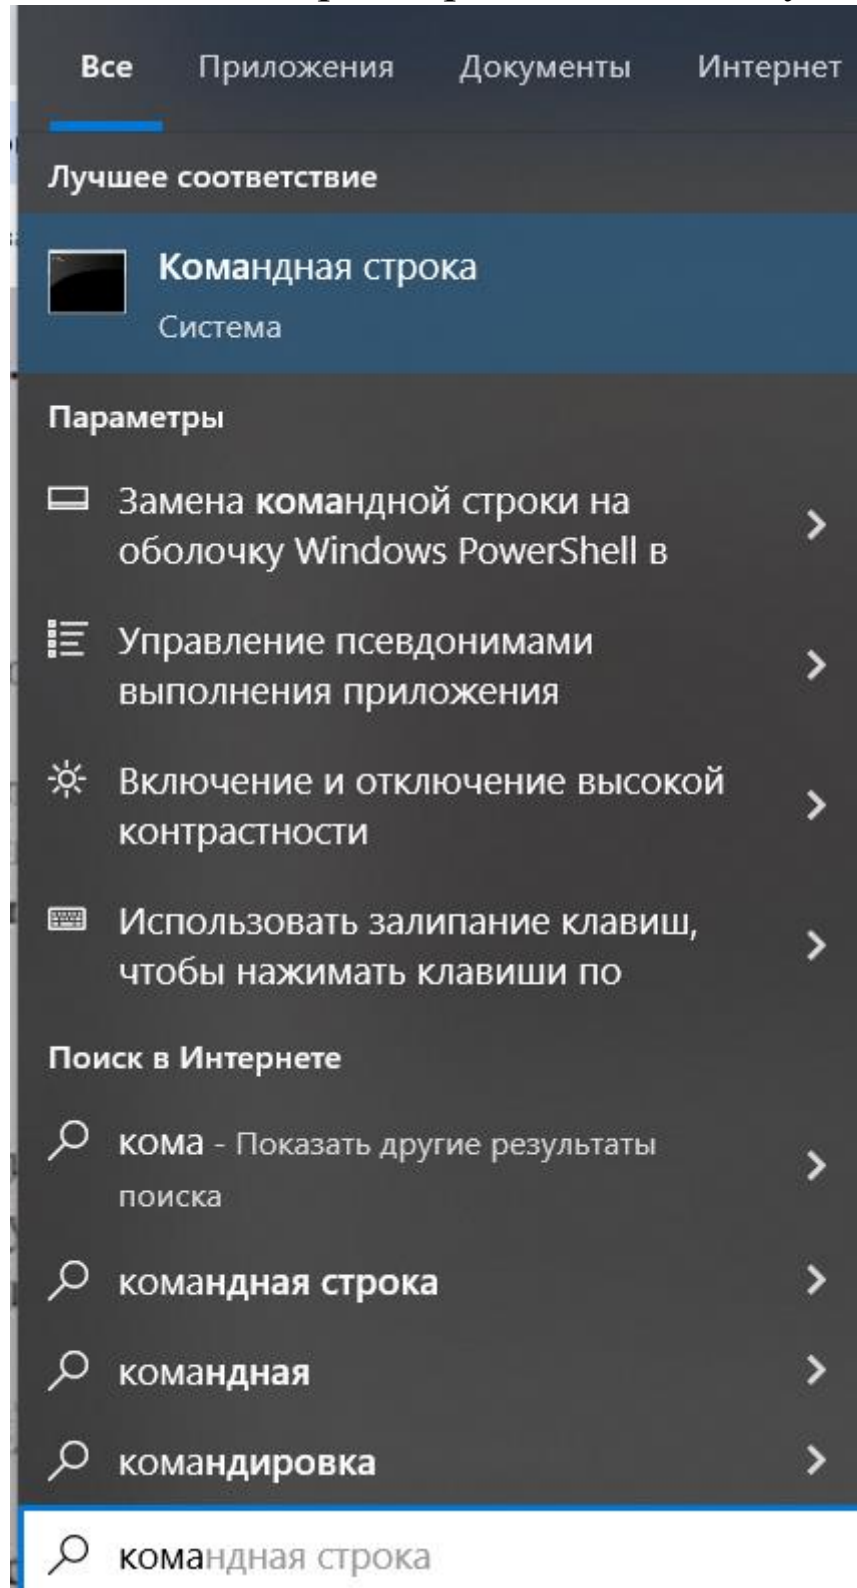 Все Приложения Документы Интернет
Лучшее соответствие
Командная строка
Система
Параметры
Замена командной строки на
оболочку Windows PowerShell в
Управление псевдонимами
выполнения приложения
Включение и отключение высокой
контрастности
Использовать залипание клавиш,
чтобы нажимать клавиши по
Поиск в Интернете
кома - Показать другие результаты
поиска
командная строка
командная
командировка
командная строка